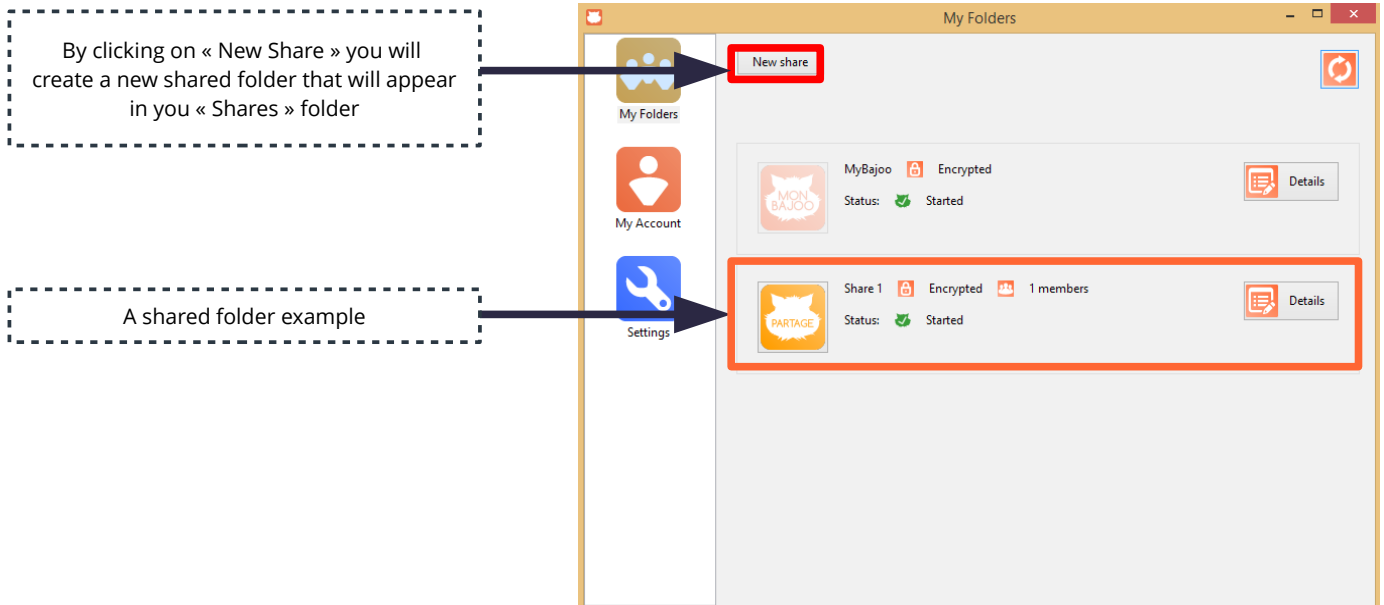 By clicking on « New Share » you will
create a new shared folder that will appear
in you « Shares » folder
A shared folder example
My Folders
My Folders
My Account
Settings
New share
MON
BAJOO
MyBajoo Encrypted
Status: Started
Details
PARTAGE
Share 1 Encrypted 1 members
Status: Started
Details